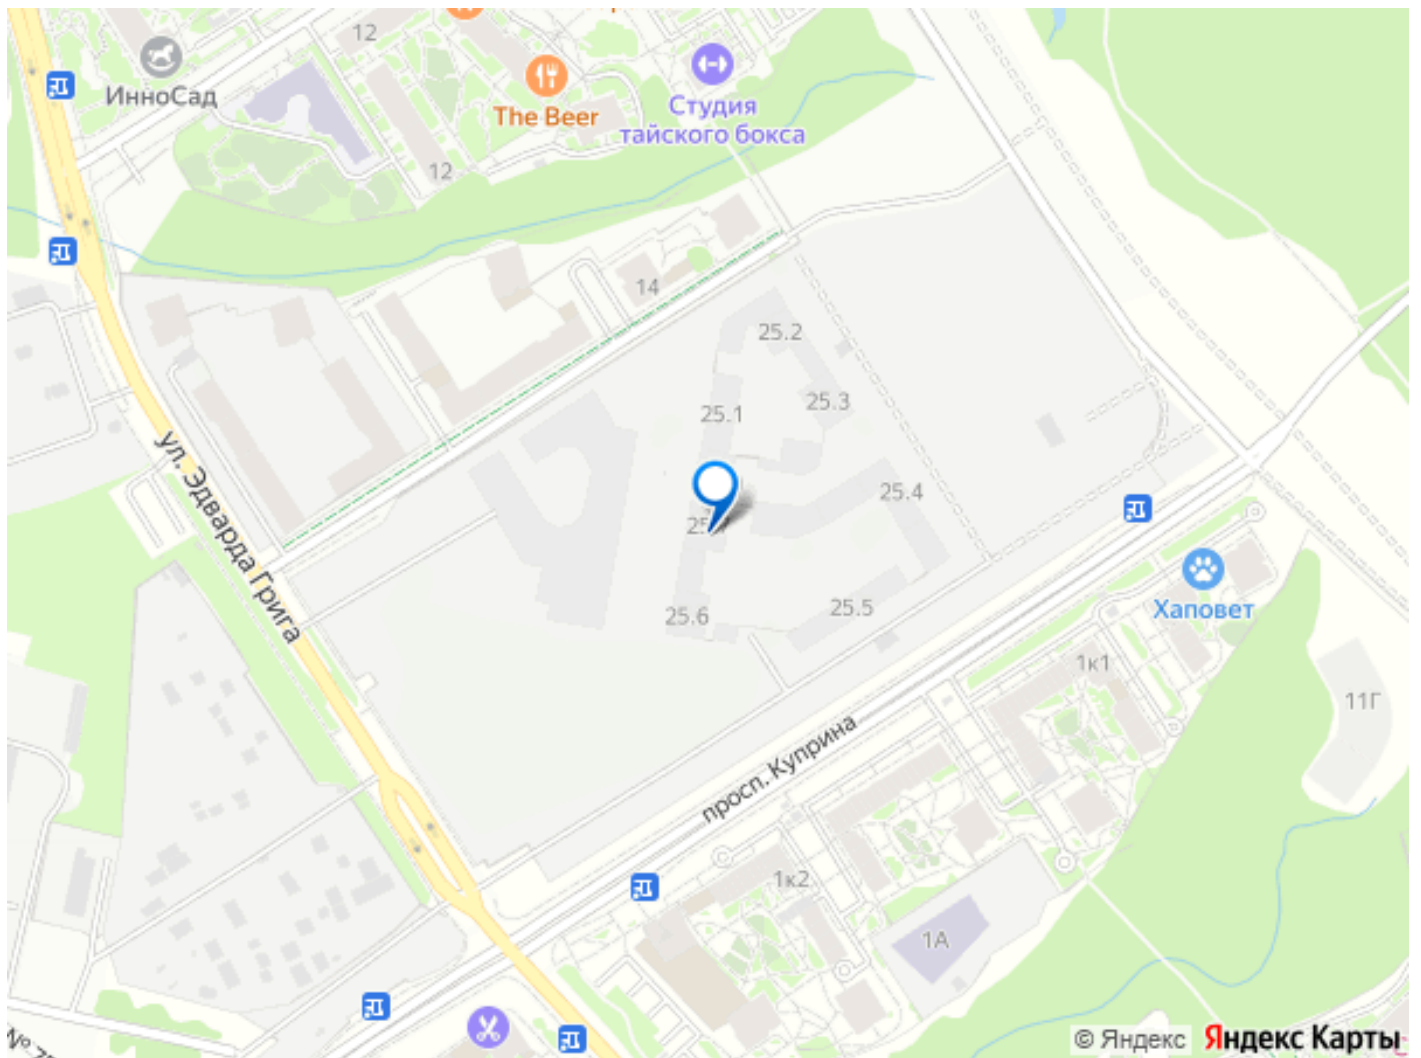 12
ИнноСад
The Beer
Студия
тайского бокса
12
14
25.2
25.1
25.3
25.4
25.6
25.5
ул. Эдварда Грига
Хаповет
1к1
11Г
просп. Куприна
1к2
1А
© Яндекс
Яндекс Карты